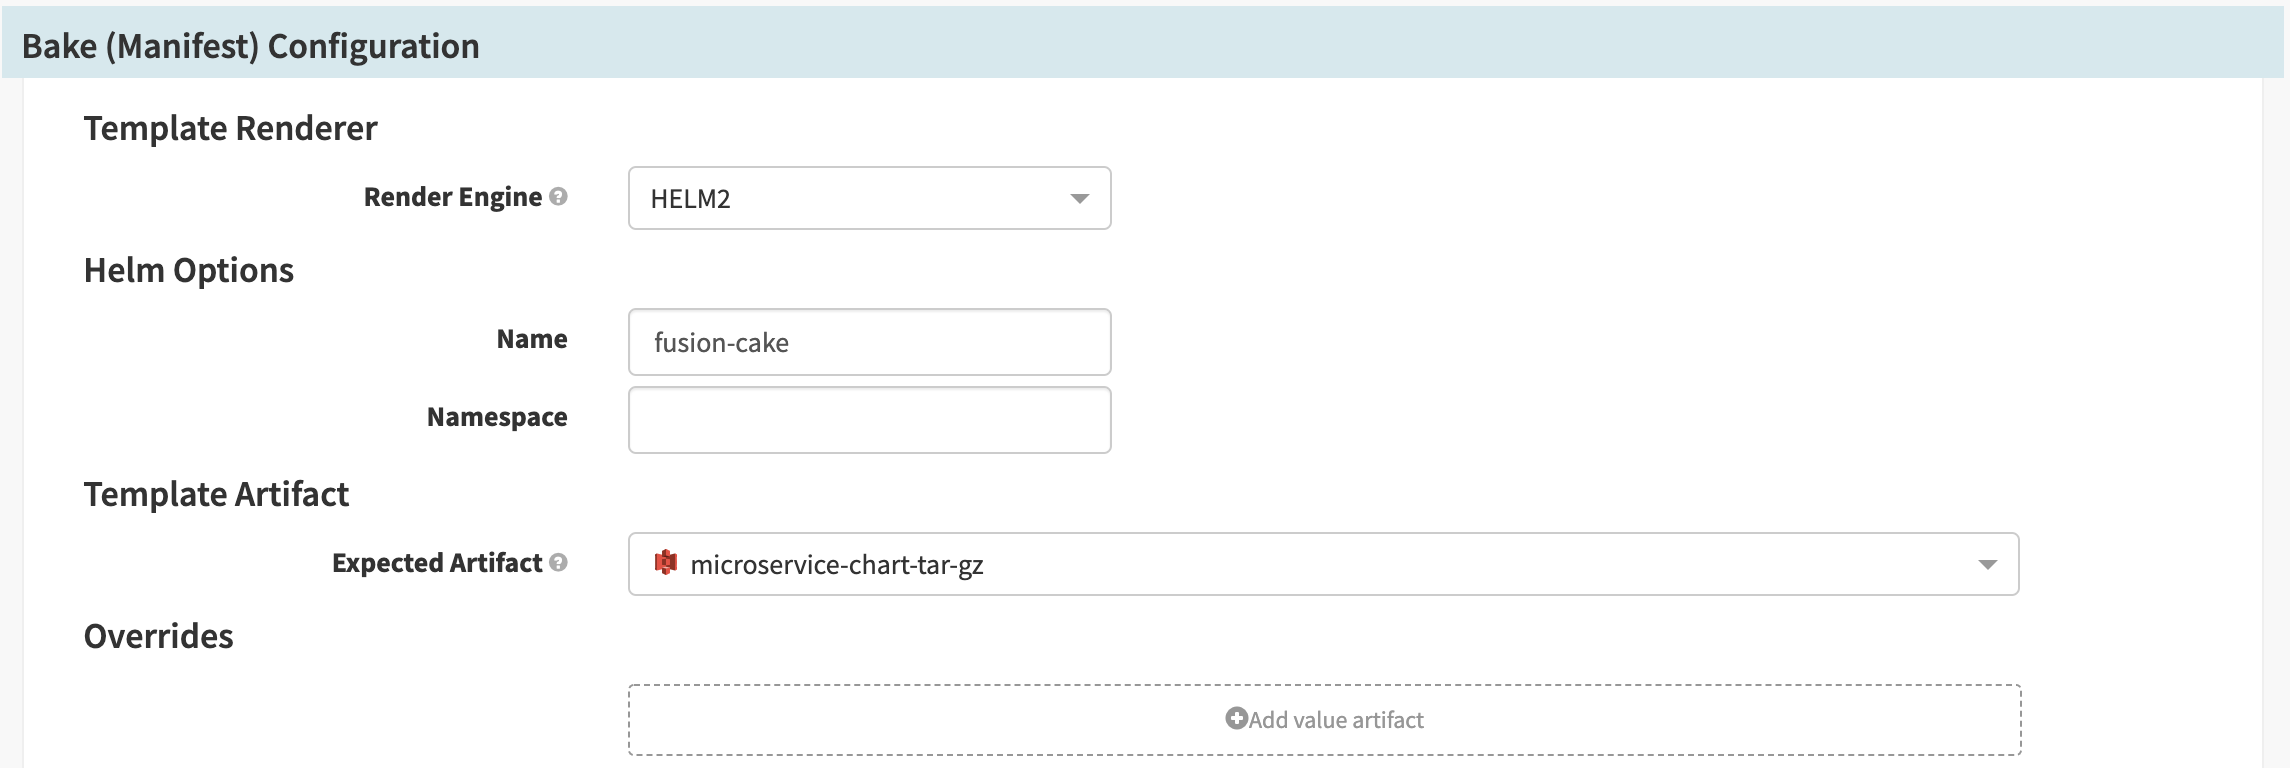 Bake (Manifest) Configuration
Template Renderer
Render Engine ?
HELM2
Helm Options
Name
fusion-cake
Namespace
Template Artifact
Expected Artifact ?
microservice-chart-tar-gz
Overrides
Add value artifact